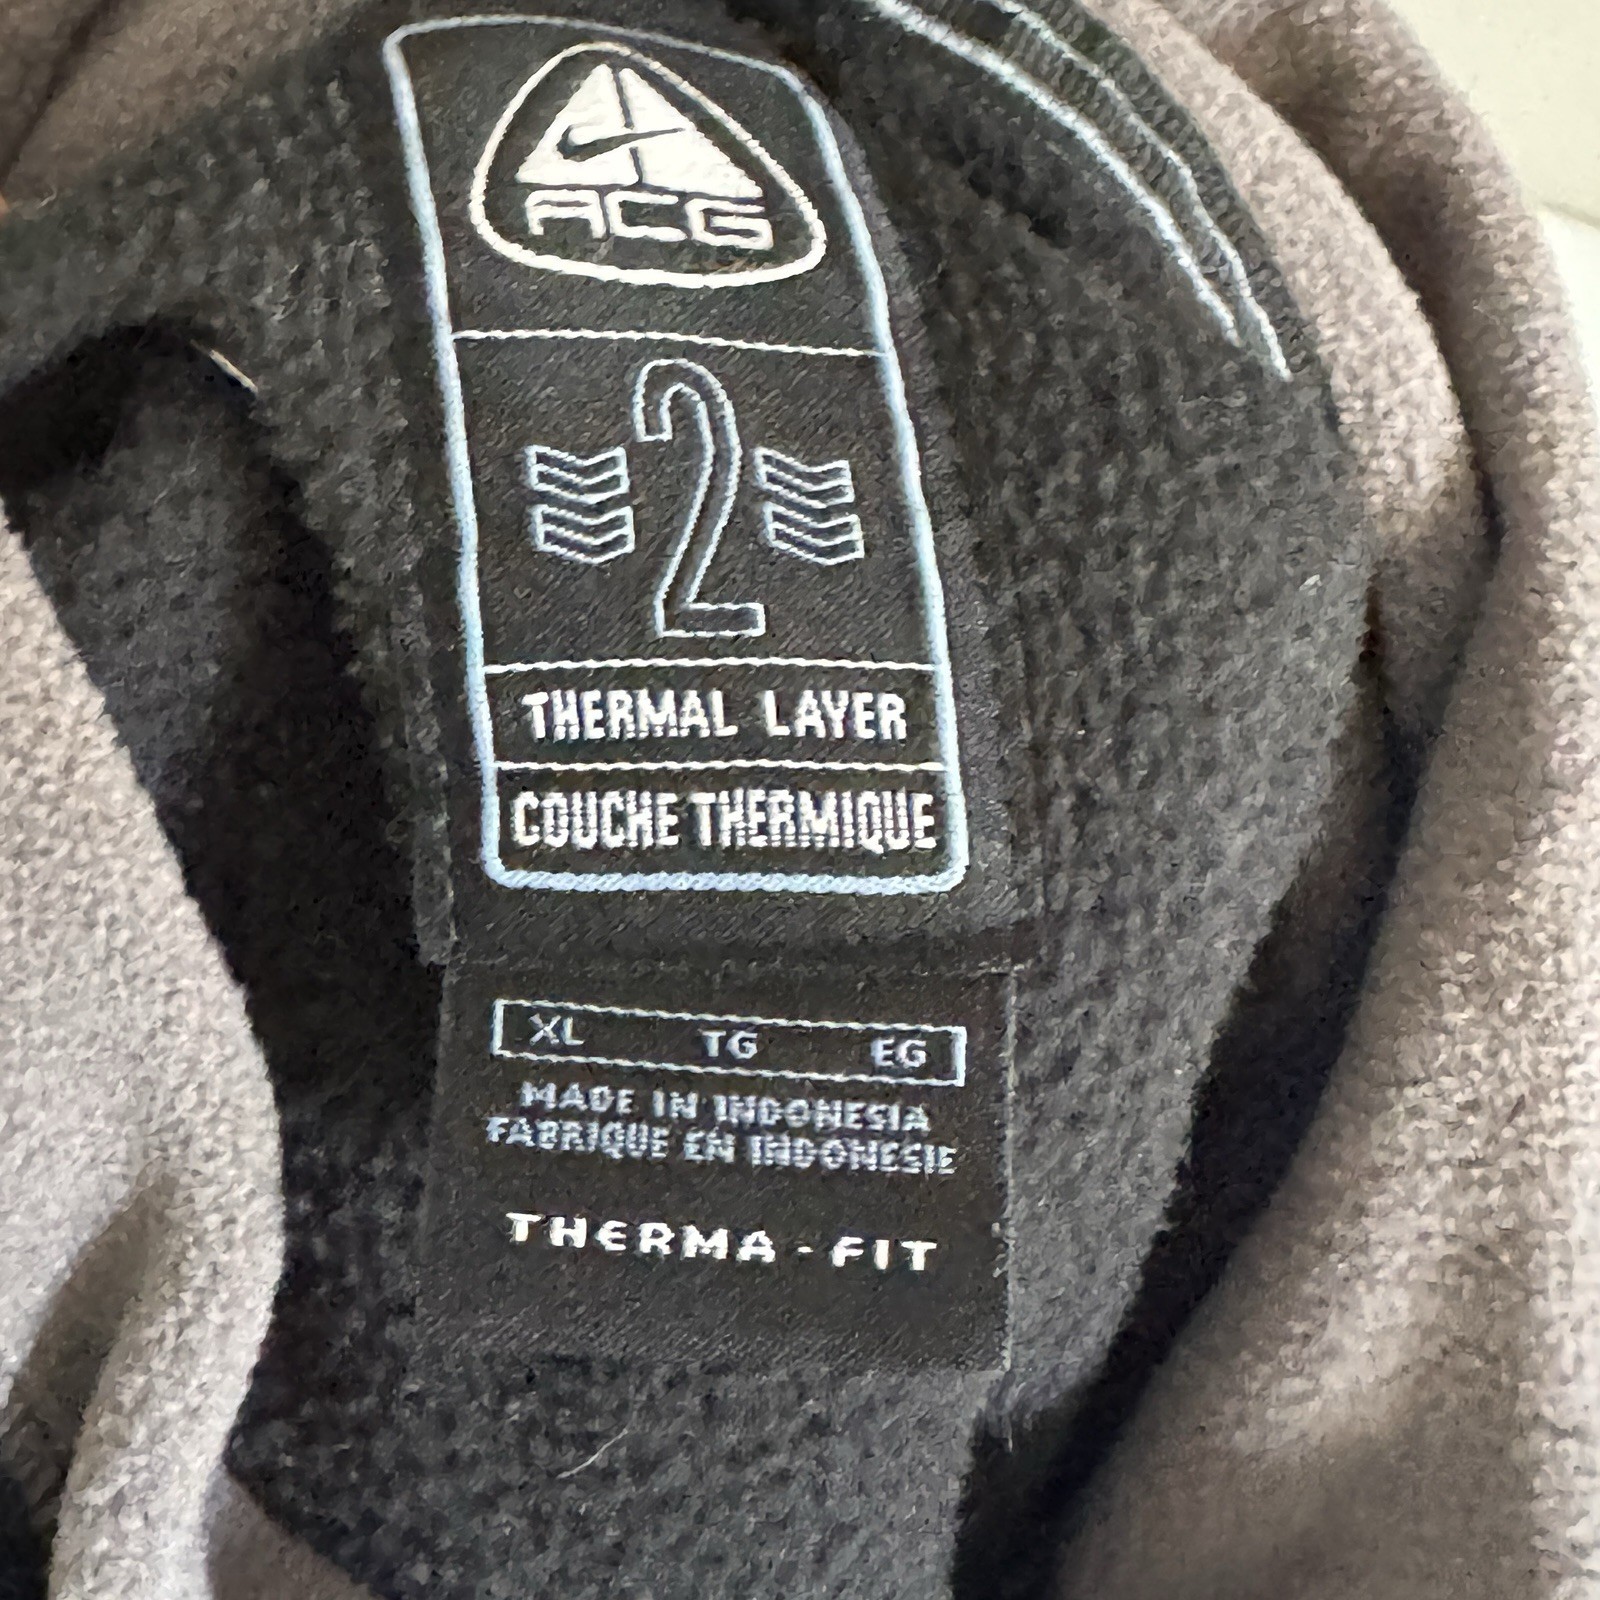 ACG
2
THERMAL LAYER
COUCHE THERMIQUE
XL TG EG
MADE IN INDONESIA
FABRIQUE EN INDONESIE
THERMA-FIT